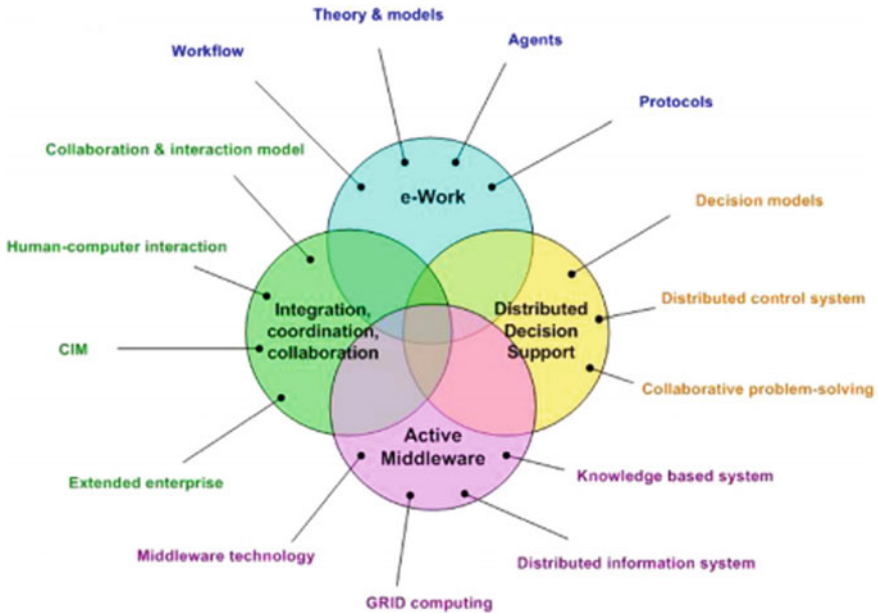 Theory & models
Agents
Workflow
Protocols
Collaboration & interaction model
e-Work
Decision models
Human-computer interaction
Distributed control system
Integration,
coordination,
collaboration
Distributed
Decision
Support
CIM
Collaborative problem-solving
Active
Middleware
Knowledge based system
Extended enterprise
Middleware technology
Distributed information system
GRID computing